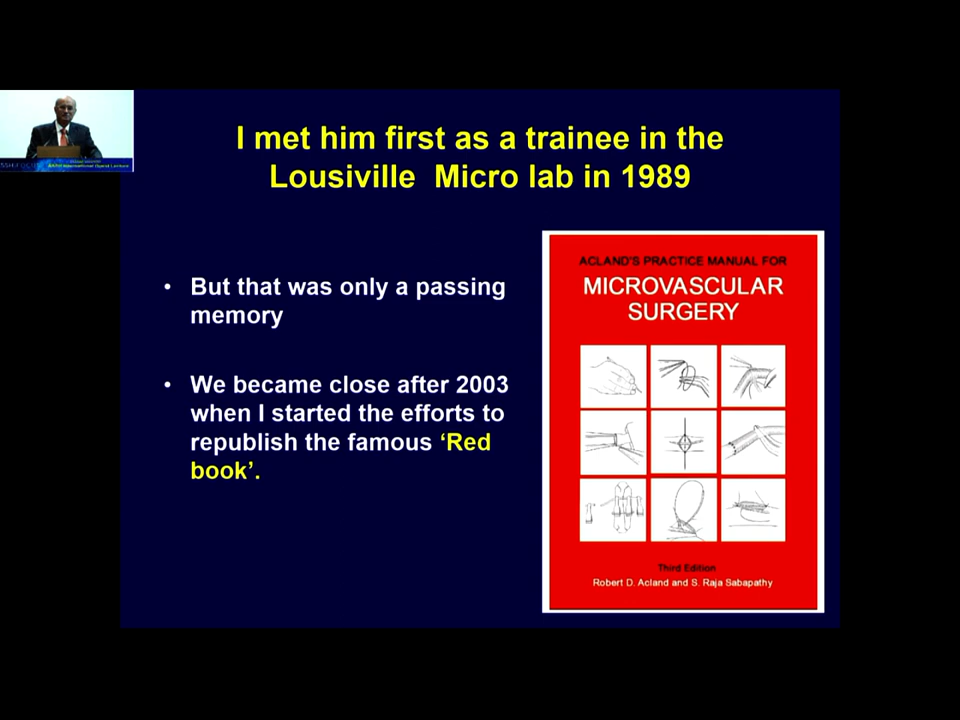 I met him first as a trainee in the
Lousiville Micro lab in 1989
• But that was only a passing
memory
• We became close after 2003
when I started the efforts to
republish the famous ‘Red
book’.
ACLAND'S PRACTICE MANUAL FOR
MICROVASCULAR
SURGERY
Third Edition
Robert D. Acland and S. Raja Sabapathy